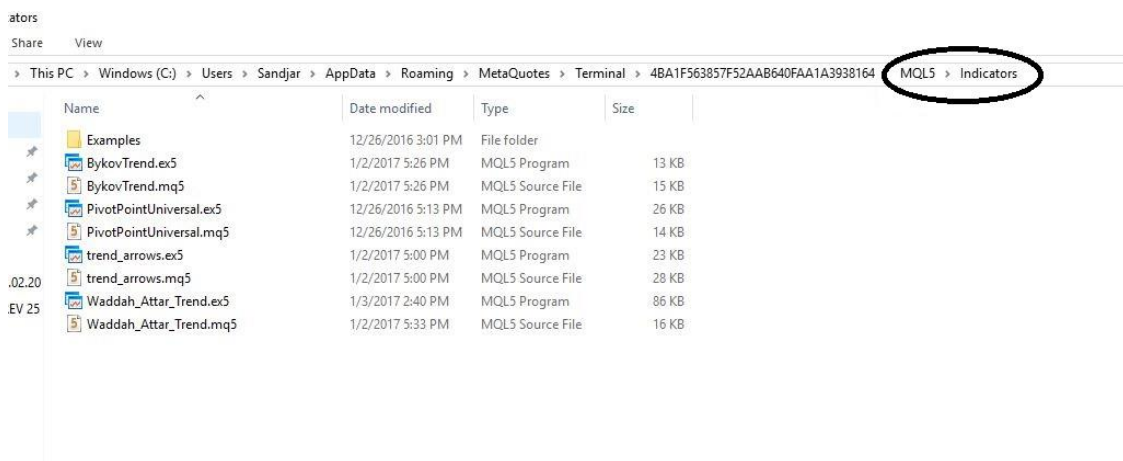 ators
Share View
> This PC > Windows (C:) > Users > Sandjar > AppData > Roaming > MetaQuotes > Terminal > 4BA1F563857F52AAB640FAA1A3938164 MQL5 > Indicators
Name Date modified Type Size
Examples 12/26/2016 3:01 PM File folder
BykovTrend.ex5 1/2/2017 5:26 PM MQL5 Program 13 KB
BykovTrend.mq5 1/2/2017 5:26 PM MQL5 Source File 15 KB
PivotPointUniversal.ex5 12/26/2016 5:13 PM MQL5 Program 26 KB
PivotPointUniversal.mq5 12/26/2016 5:13 PM MQL5 Source File 14 KB
trend_arrows.ex5 1/2/2017 5:00 PM MQL5 Program 23 KB
.02.20 trend_arrows.mq5 1/2/2017 5:00 PM MQL5 Source File 28 KB
EV 25 Waddah_Attar_Trend.ex5 1/3/2017 2:40 PM MQL5 Program 86 KB
Waddah_Attar_Trend.mq5 1/2/2017 5:33 PM MQL5 Source File 16 KB